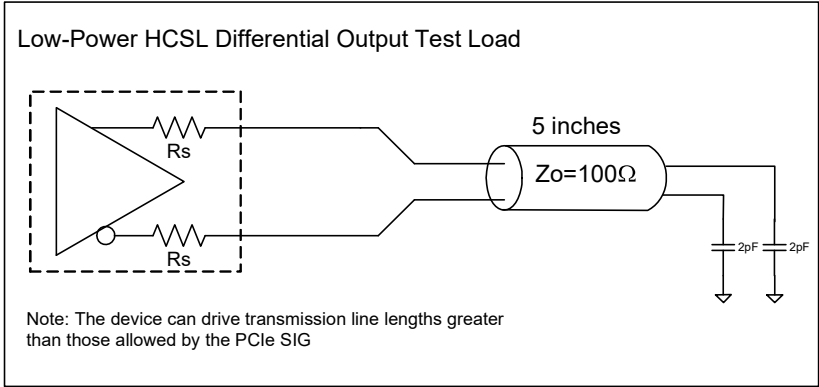 Low-Power HCSL Differential Output Test Load
Rs
5 inches
Zo=100Ω
Rs
2pF
2pF
Note: The device can drive transmission line lengths greater
than those allowed by the PCIe SIG